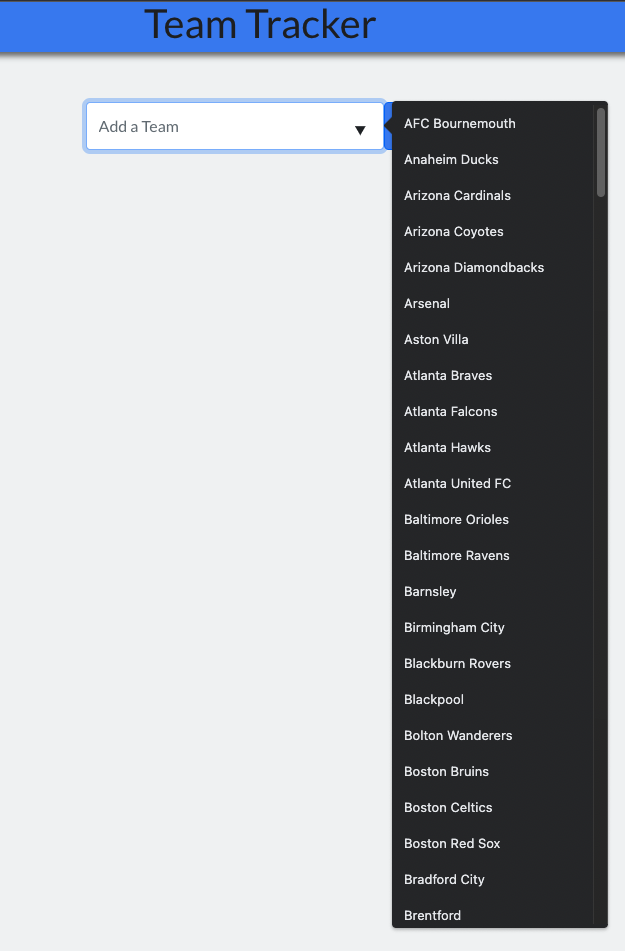 Team Tracker
Add a Team
AFC Bournemouth
Anaheim Ducks
Arizona Cardinals
Arizona Coyotes
Arizona Diamondbacks
Arsenal
Aston Villa
Atlanta Braves
Atlanta Falcons
Atlanta Hawks
Atlanta United FC
Baltimore Orioles
Baltimore Ravens
Barnsley
Birmingham City
Blackburn Rovers
Blackpool
Bolton Wanderers
Boston Bruins
Boston Celtics
Boston Red Sox
Bradford City
Brentford